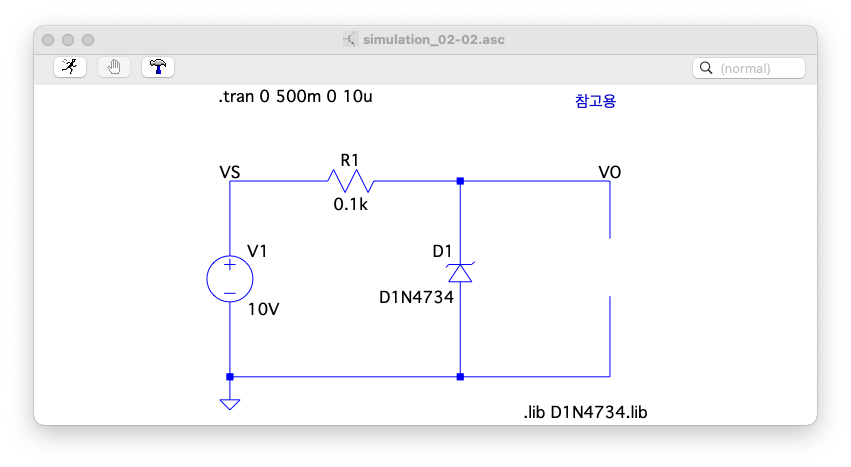 simulation_02-02.asc
(normal)
.tran 0 500m 0 10u
참고용
R1
VS
VO
0.1k
V1
D1
D1N4734
10V
.lib D1N4734.lib